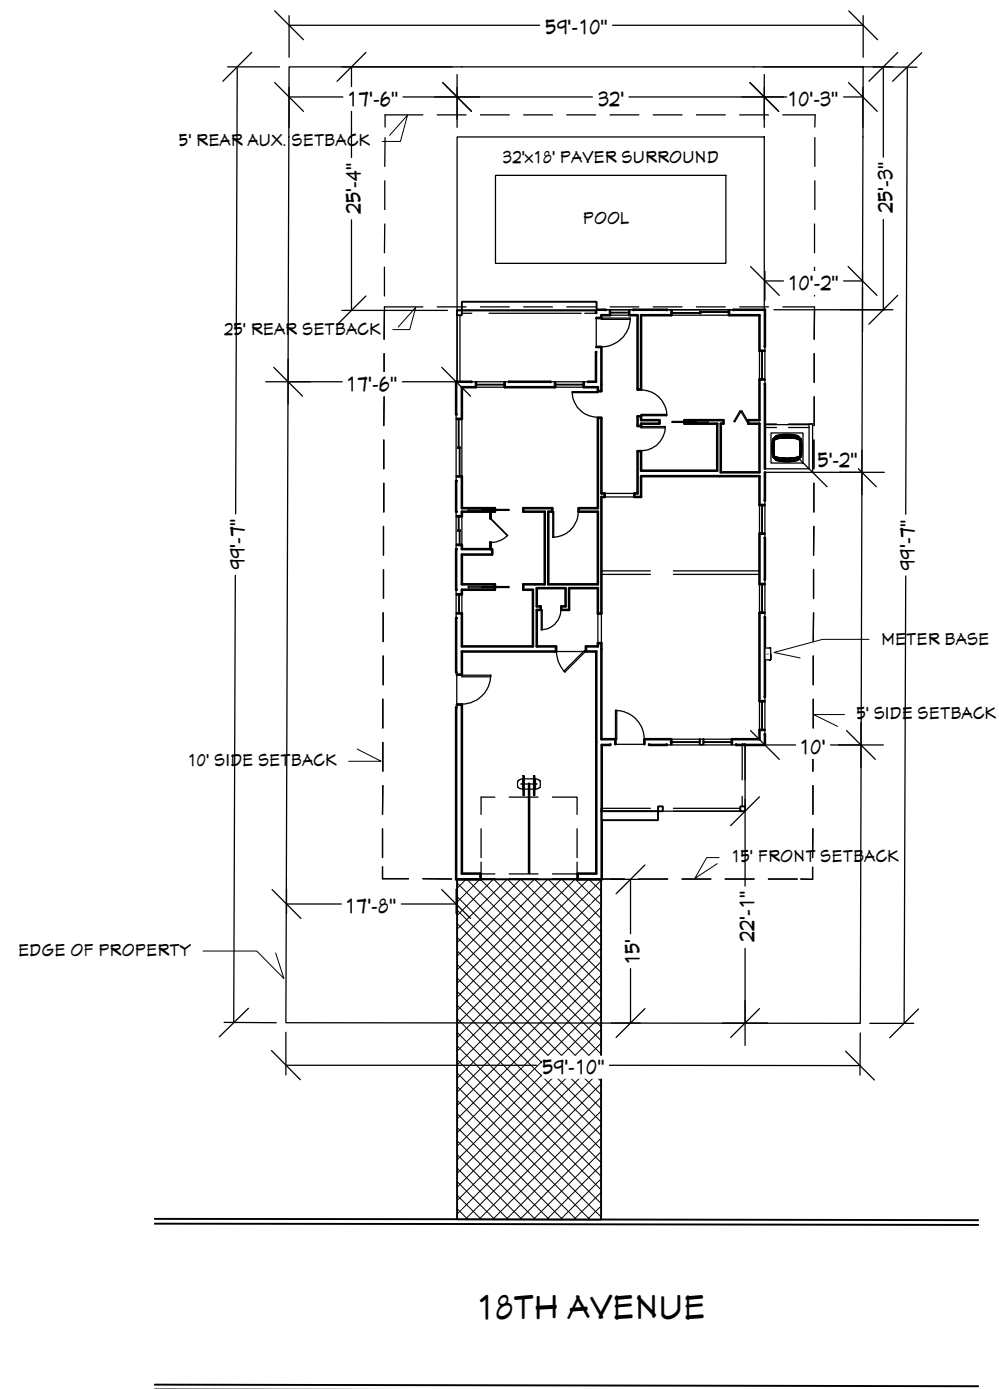 59'-10"
17'-6"
32'
10'-3"
5' REAR AUX. SETBACK
32'x18' PAVER SURROUND
25'-4"
25'-3"
POOL
10'-2"
25' REAR SETBACK
17'-6"
5'-2"
99'-7"
99'-7"
METER BASE
5' SIDE SETBACK
10'
10' SIDE SETBACK
15' FRONT SETBACK
17'-8"
22'-1"
15'
EDGE OF PROPERTY
59'-10"
18TH AVENUE